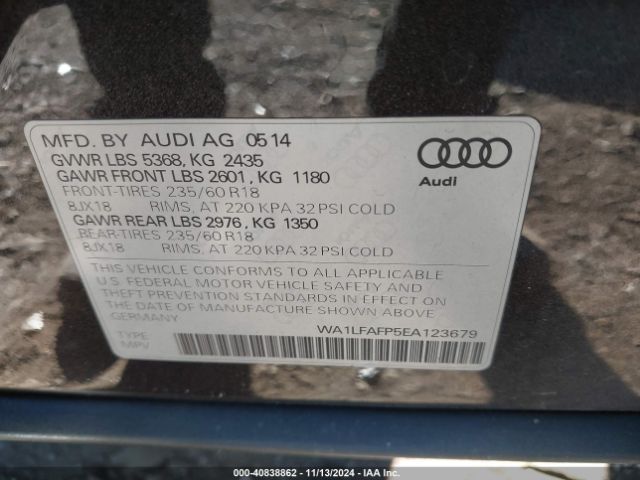 MFD. BY AUDI AG 0514
GVWR LBS 5368, KG 2435
GAWR FRONT LBS 2601, KG 1180
FRONT-TIRES 235/60 R18
8JX18 RIMS, AT 220 KPA 32 PSI COLD
GAWR REAR LBS 2976, KG 1350
REAR-TIRES 235/60 R18
8JX18 RIMS, AT 220 KPA 32 PSI COLD
Audi
THIS VEHICLE CONFORMS TO ALL APPLICABLE
U.S. FEDERAL MOTOR VEHICLE SAFETY AND
THEFT PREVENTION STANDARDS IN EFFECT ON
THE DATE OF MANUFACTURE SHOWN ABOVE.
GERMANY
WA1LFAFP5EA123679
TYPE:
MPV
000-40838862 - 11/13/2024 - IAAI.COM